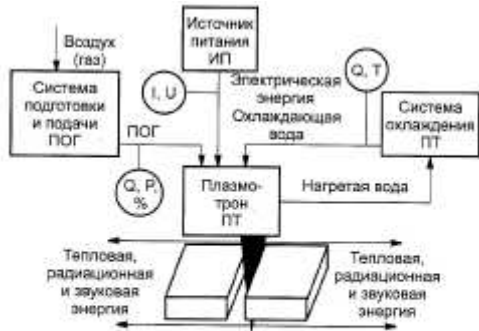 Воздух
(газ)
Источник
питания
ИП
Система
подготовки
и подачи
ПОГ
I, U
Электрическая
энергия
Охлаждающая
вода
Q, T
Система
охлаждения
ПТ
ПОГ
Q, P,
%
Плазмо-
трон
ПТ
Нагретая вода
Тепловая,
радиационная
и звуковая
энергия
Тепловая,
радиационная
и звуковая
энергия